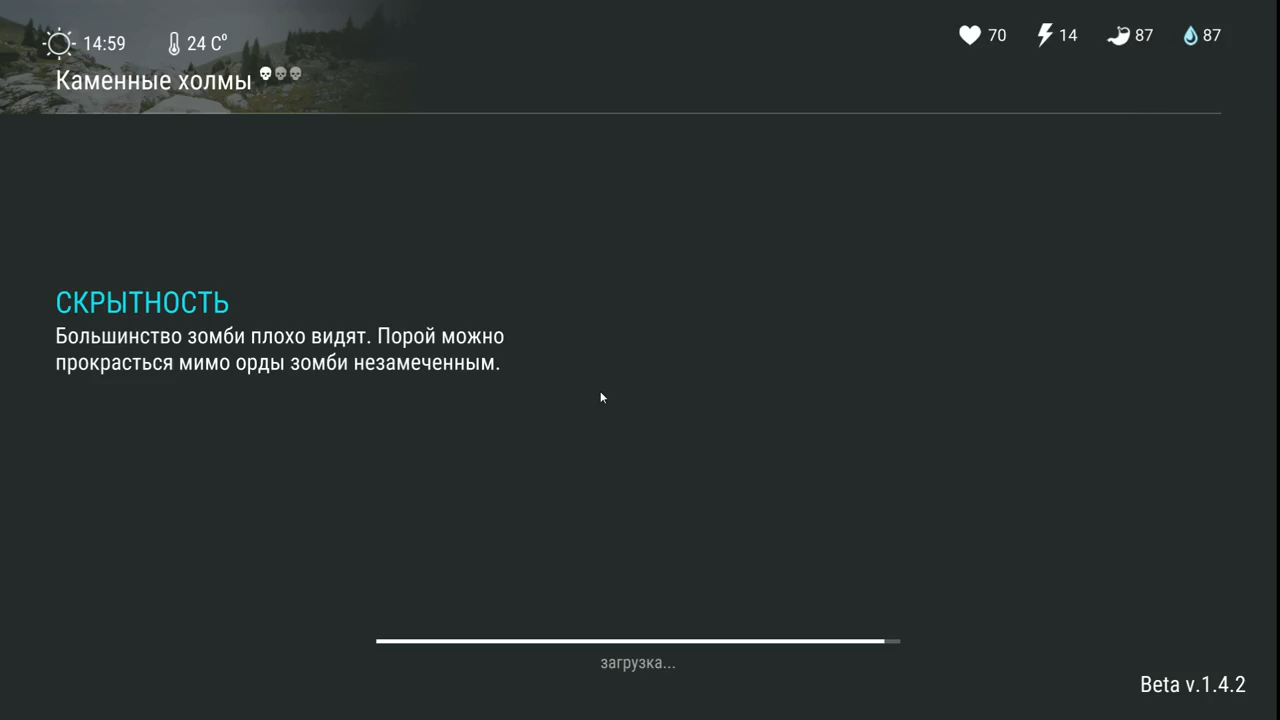 14:59
24 C°
70
14
87
87
Каменные холмы
СКРЫТНОСТЬ
Большинство зомби плохо видят. Порой можно
прокрасться мимо орды зомби незамеченным.
загрузка...
Beta v.1.4.2